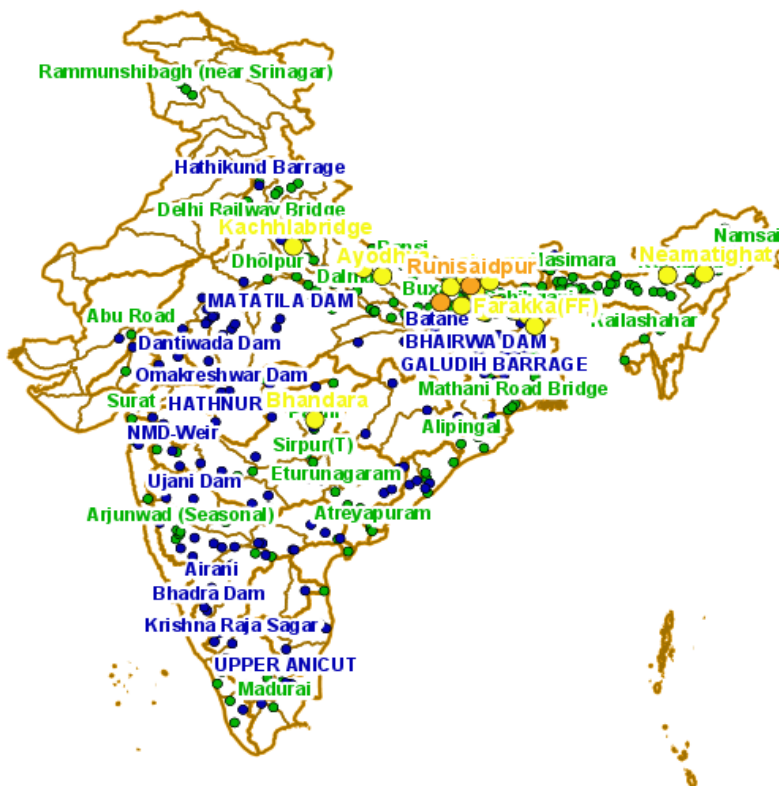 Rammunshibagh (near Srinagar)
Hathikund Barrage
Delhi Railway Bridge
Kachhlabridge
Namsai
Neamatighat
Runisaidpur
Dholpur
MATATILA DAM
Farakka(FF)
Abu Road
Batane
Kailashahar
Dantiwada Dam
BHAIRWA DAM
Omakreshwar Dam
GALUDIH BARRAGE
Mathani Road Bridge
Surat
HATHNUR
Bhandara
NMD-Weir
Alipingal
Sirpur(T)
Ujani Dam
Eturunagaram
Arjunwad (Seasonal)
Atreyapuram
Airani
Bhadra Dam
Krishna Raja Sagar
UPPER ANICUT
Madurai